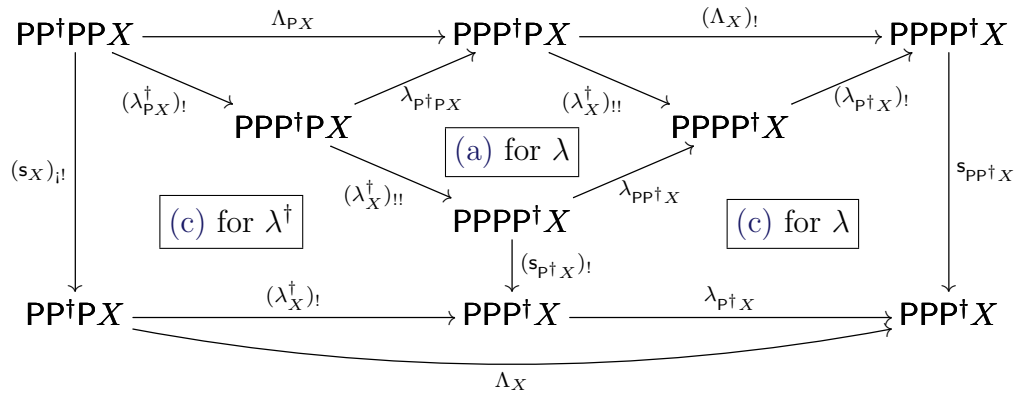 PP†PPX Λ_{PX} PPP†PX (Λ_X)_! PPPP†X
(λ†_{PX})_! λ_{P†PX} (λ†_X)_{!!} (λ_{P†X})_!
PPP†PX PPPP†X
(a) for λ
(s_X)_{¡!} (λ†_X)_{!!} λ_{PP†X} s_{PP†X}
(c) for λ† PPPP†X (c) for λ
(s_{P†X})_!
(λ†_X)_! λ_{P†X}
PP†PX PPP†X PPP†X
Λ_X